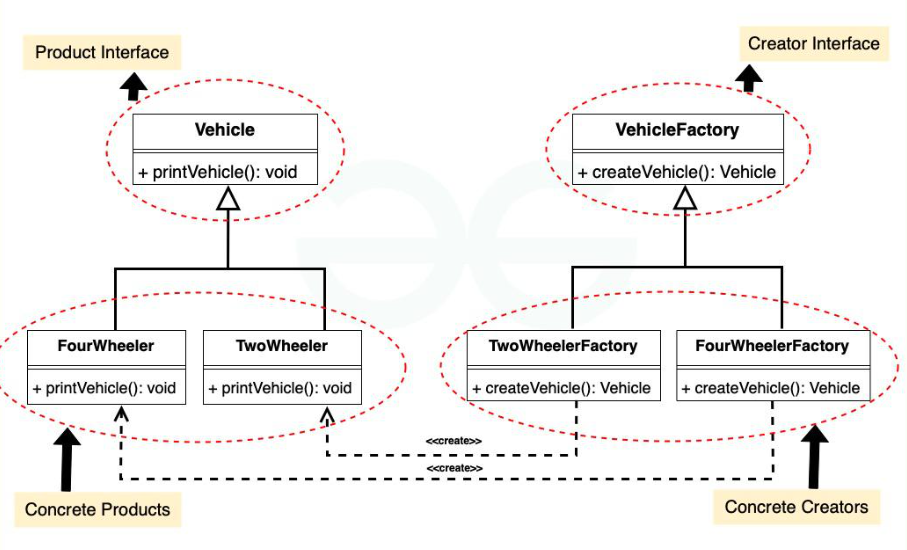 Product Interface
Creator Interface
Vehicle
+ printVehicle(): void
VehicleFactory
+ createVehicle(): Vehicle
FourWheeler
+ printVehicle(): void
TwoWheeler
+ printVehicle(): void
TwoWheelerFactory
+ createVehicle(): Vehicle
FourWheelerFactory
+ createVehicle(): Vehicle
<<create>>
<<create>>
Concrete Products
Concrete Creators